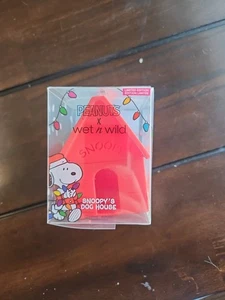 PEANUTS
X
wet n wild
SNOOPY
SNOOPY'S
DOG HOUSE